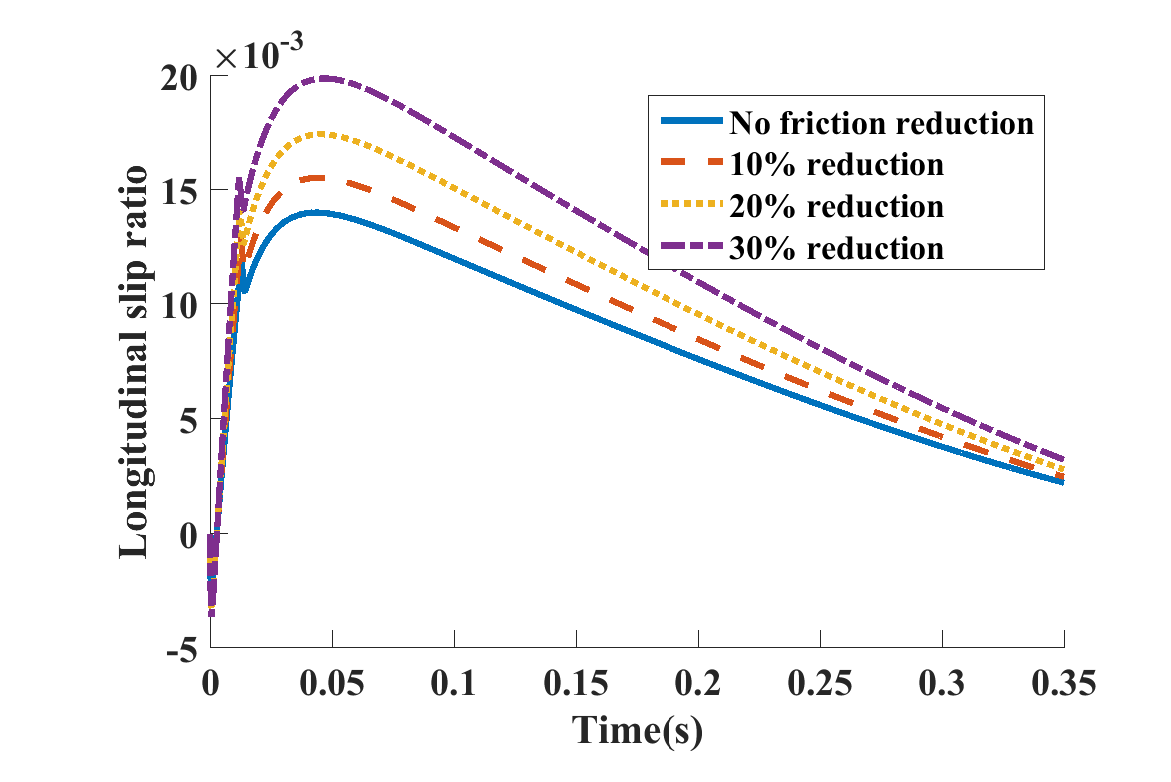 ×10-3
20
15
10
5
0
-5
Longitudinal slip ratio
No friction reduction
10% reduction
20% reduction
30% reduction
0 0.05 0.1 0.15 0.2 0.25 0.3 0.35
Time(s)